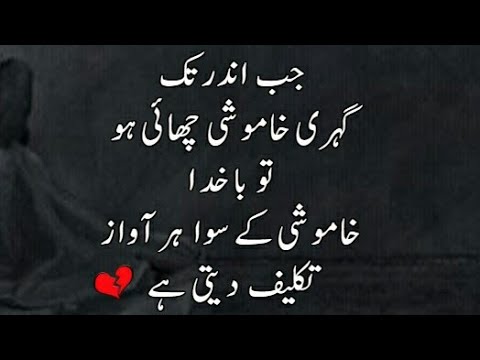 جب اندر تک
گہری خاموشی چھائی ہو
تو باخدا
خاموشی کے سوا ہر آواز
تکلیف دیتی ہے 💔